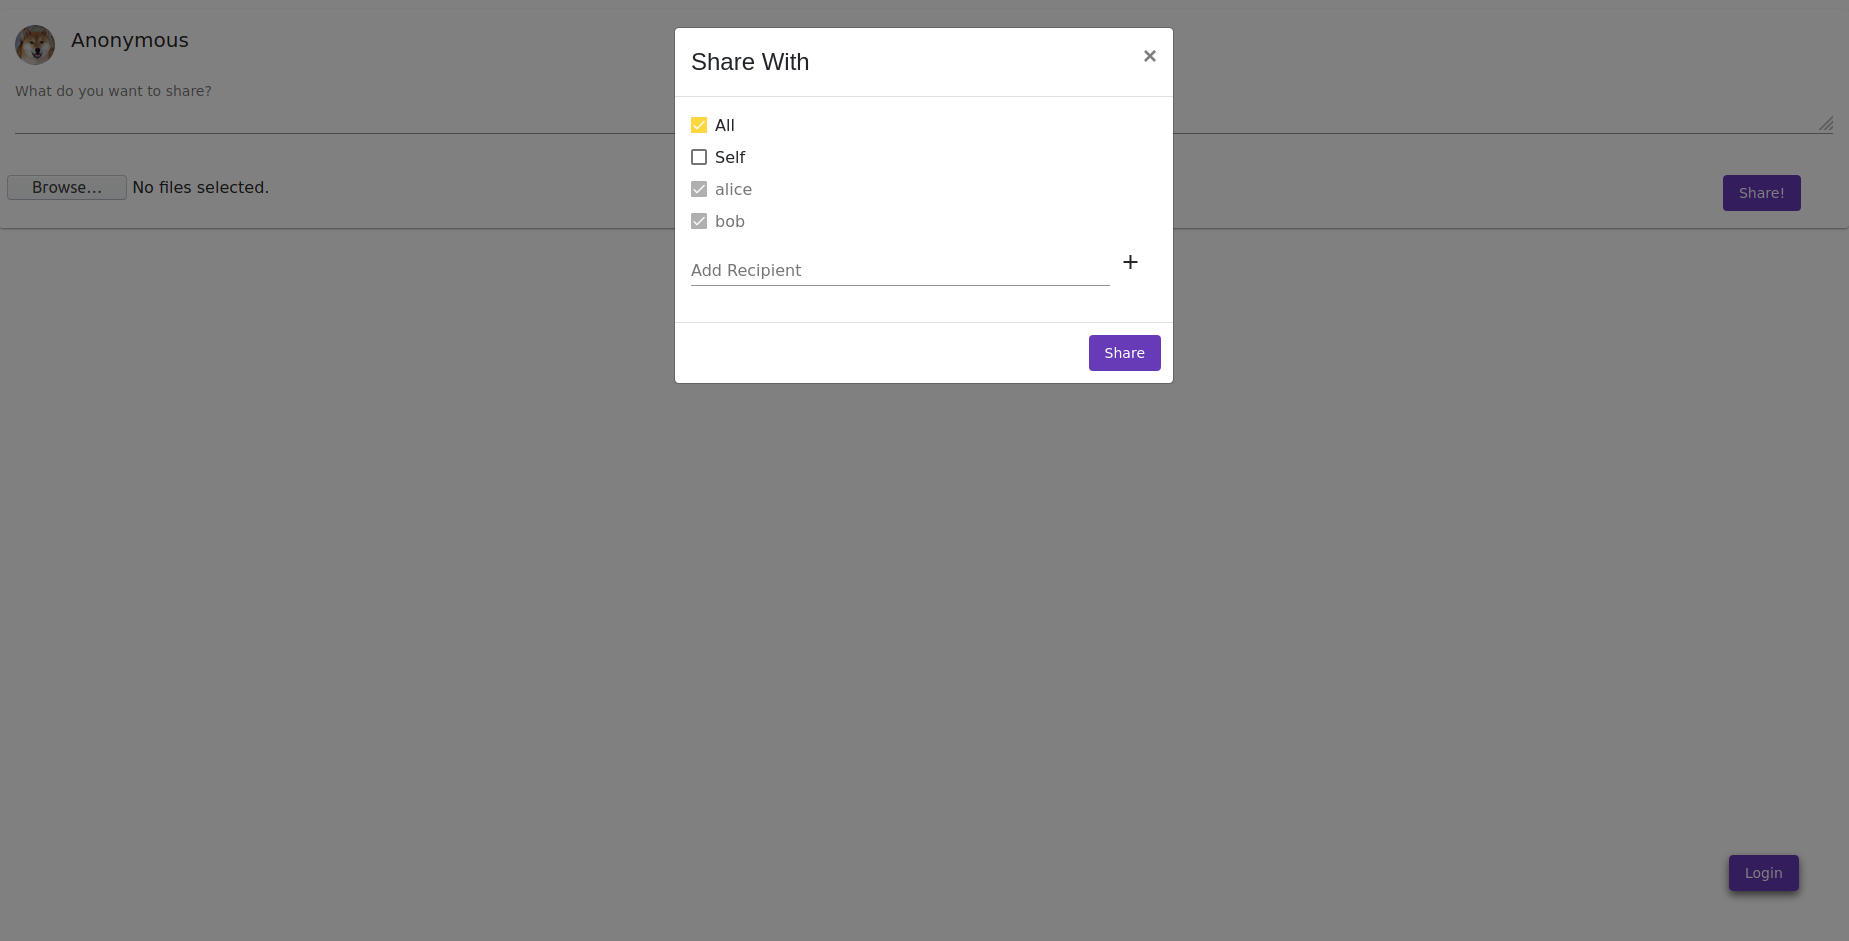 Anonymous
What do you want to share?
Browse...
No files selected.
Share!
Share With
×
All
Self
alice
bob
Add Recipient
+
Share
Login